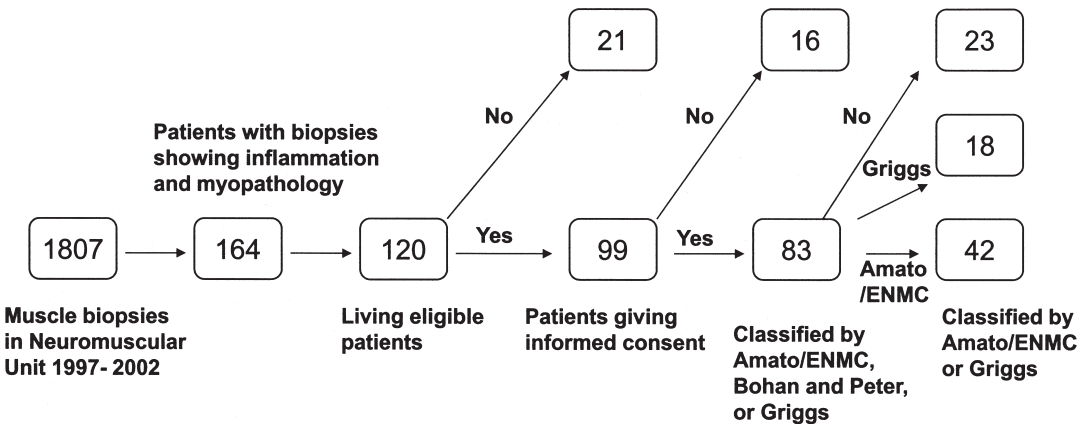 21
16
23
No
No
No
Patients with biopsies
showing inflammation
and myopathology
18
Griggs
1807
164
120
Yes
99
Yes
83
42
Amato
/ENMC
Muscle biopsies
in Neuromuscular
Unit 1997- 2002
Living eligible
patients
Patients giving
informed consent
Classified by
Amato/ENMC,
Bohan and Peter,
or Griggs
Classified by
Amato/ENMC
or Griggs